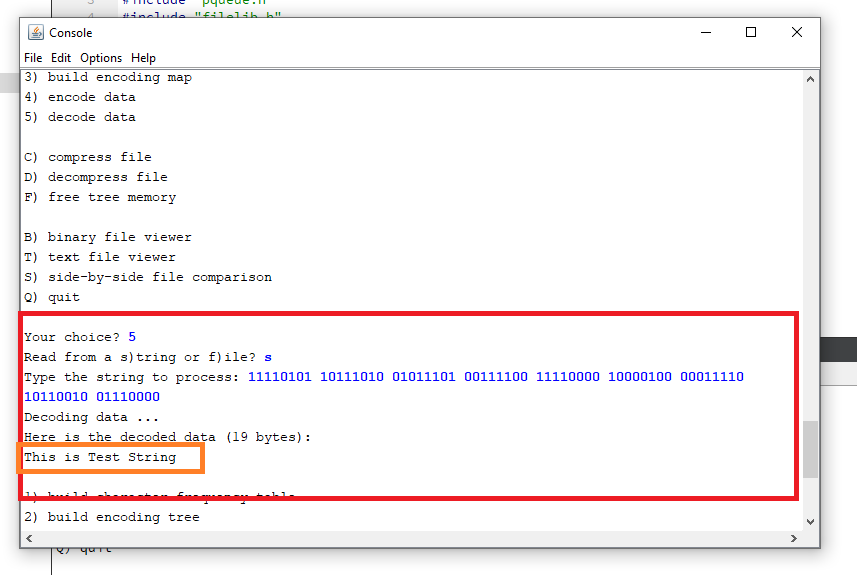 3 #include "pqueue.h"
4 #include "filelib.h"
Console
File Edit Options Help
3) build encoding map
4) encode data
5) decode data
C) compress file
D) decompress file
F) free tree memory
B) binary file viewer
T) text file viewer
S) side-by-side file comparison
Q) quit
Your choice? 5
Read from a s)tring or f)ile? s
Type the string to process: 11110101 10111010 01011101 00111100 11110000 10000100 00011110
10110010 01110000
Decoding data ...
Here is the decoded data (19 bytes):
This is Test String
1) build character frequency table
2) build encoding tree
Q) quit